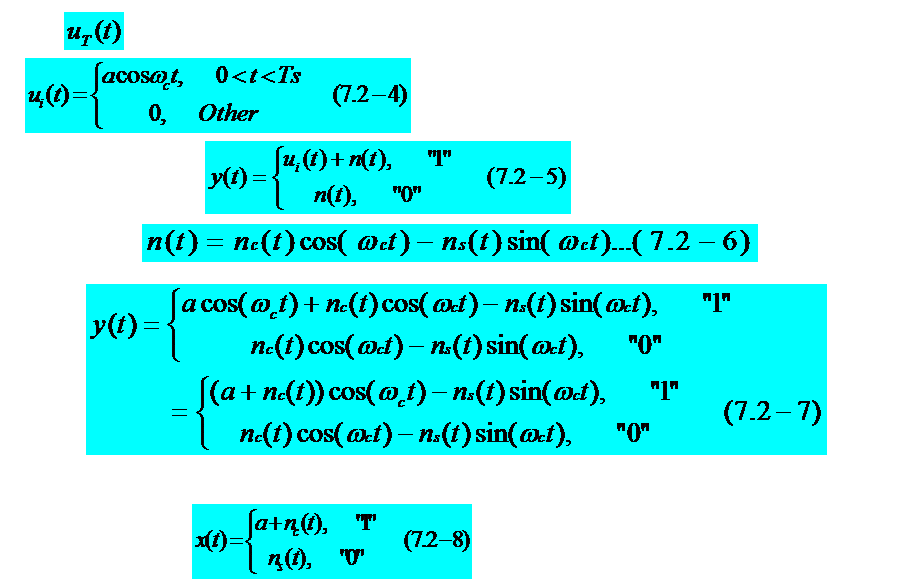 u_T(t)
u_i(t) = { a cos ω_c t, 0 < t < Ts
0, Other (7.2−4)
y(t) = { u_i(t) + n(t), "1"
n(t), "0" (7.2−5)
n(t) = n_c(t) cos( ω_c t) − n_s(t) sin( ω_c t)...( 7.2 − 6)
y(t) = { a cos(ω_c t) + n_c(t) cos(ω_c t) − n_s(t) sin(ω_c t), "1"
n_c(t) cos(ω_c t) − n_s(t) sin(ω_c t), "0"
= { (a + n_c(t)) cos(ω_c t) − n_s(t) sin(ω_c t), "1"
n_c(t) cos(ω_c t) − n_s(t) sin(ω_c t), "0" (7.2 − 7)
x(t) = { a + n_c(t), "1"
n_s(t), "0" (7.2−8)